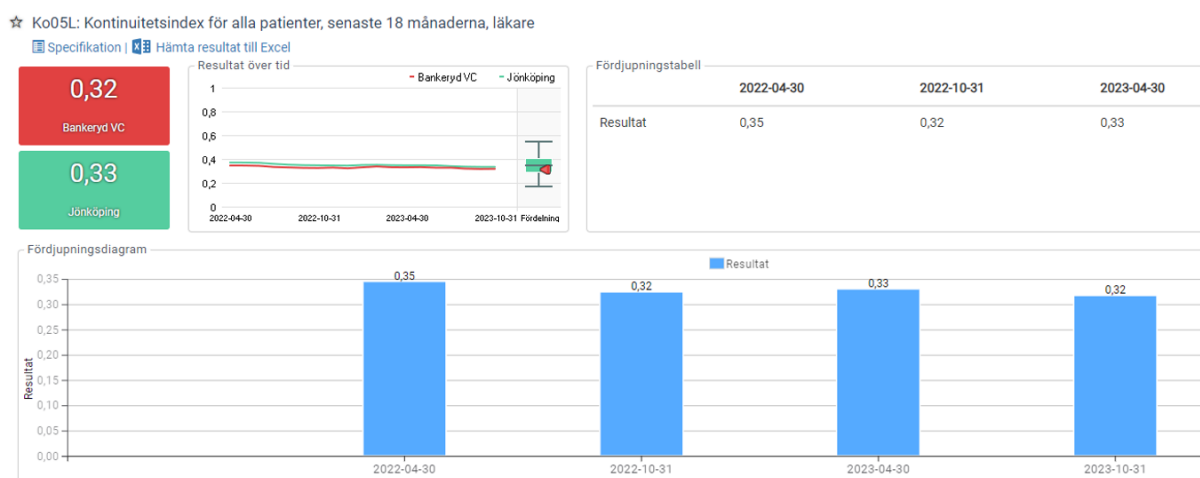 Ko05L: Kontinuitetsindex för alla patienter, senaste 18 månaderna, läkare
Specifikation | Hämta resultat till Excel
0,32
Bankeryd VC
0,33
Jönköping
Resultat över tid
Bankeryd VC Jönköping
1
0,8
0,6
0,4
0,2
0
2022-04-30 2022-10-31 2023-04-30 2023-10-31 Fördelning
Fördjupningstabell
2022-04-30 2022-10-31 2023-04-30
Resultat 0,35 0,32 0,33
Fördjupningsdiagram
Resultat
0,35
0,30
0,25
0,20
0,15
0,10
0,05
0,00
Resultat
0,35 0,32 0,33 0,32
2022-04-30 2022-10-31 2023-04-30 2023-10-31